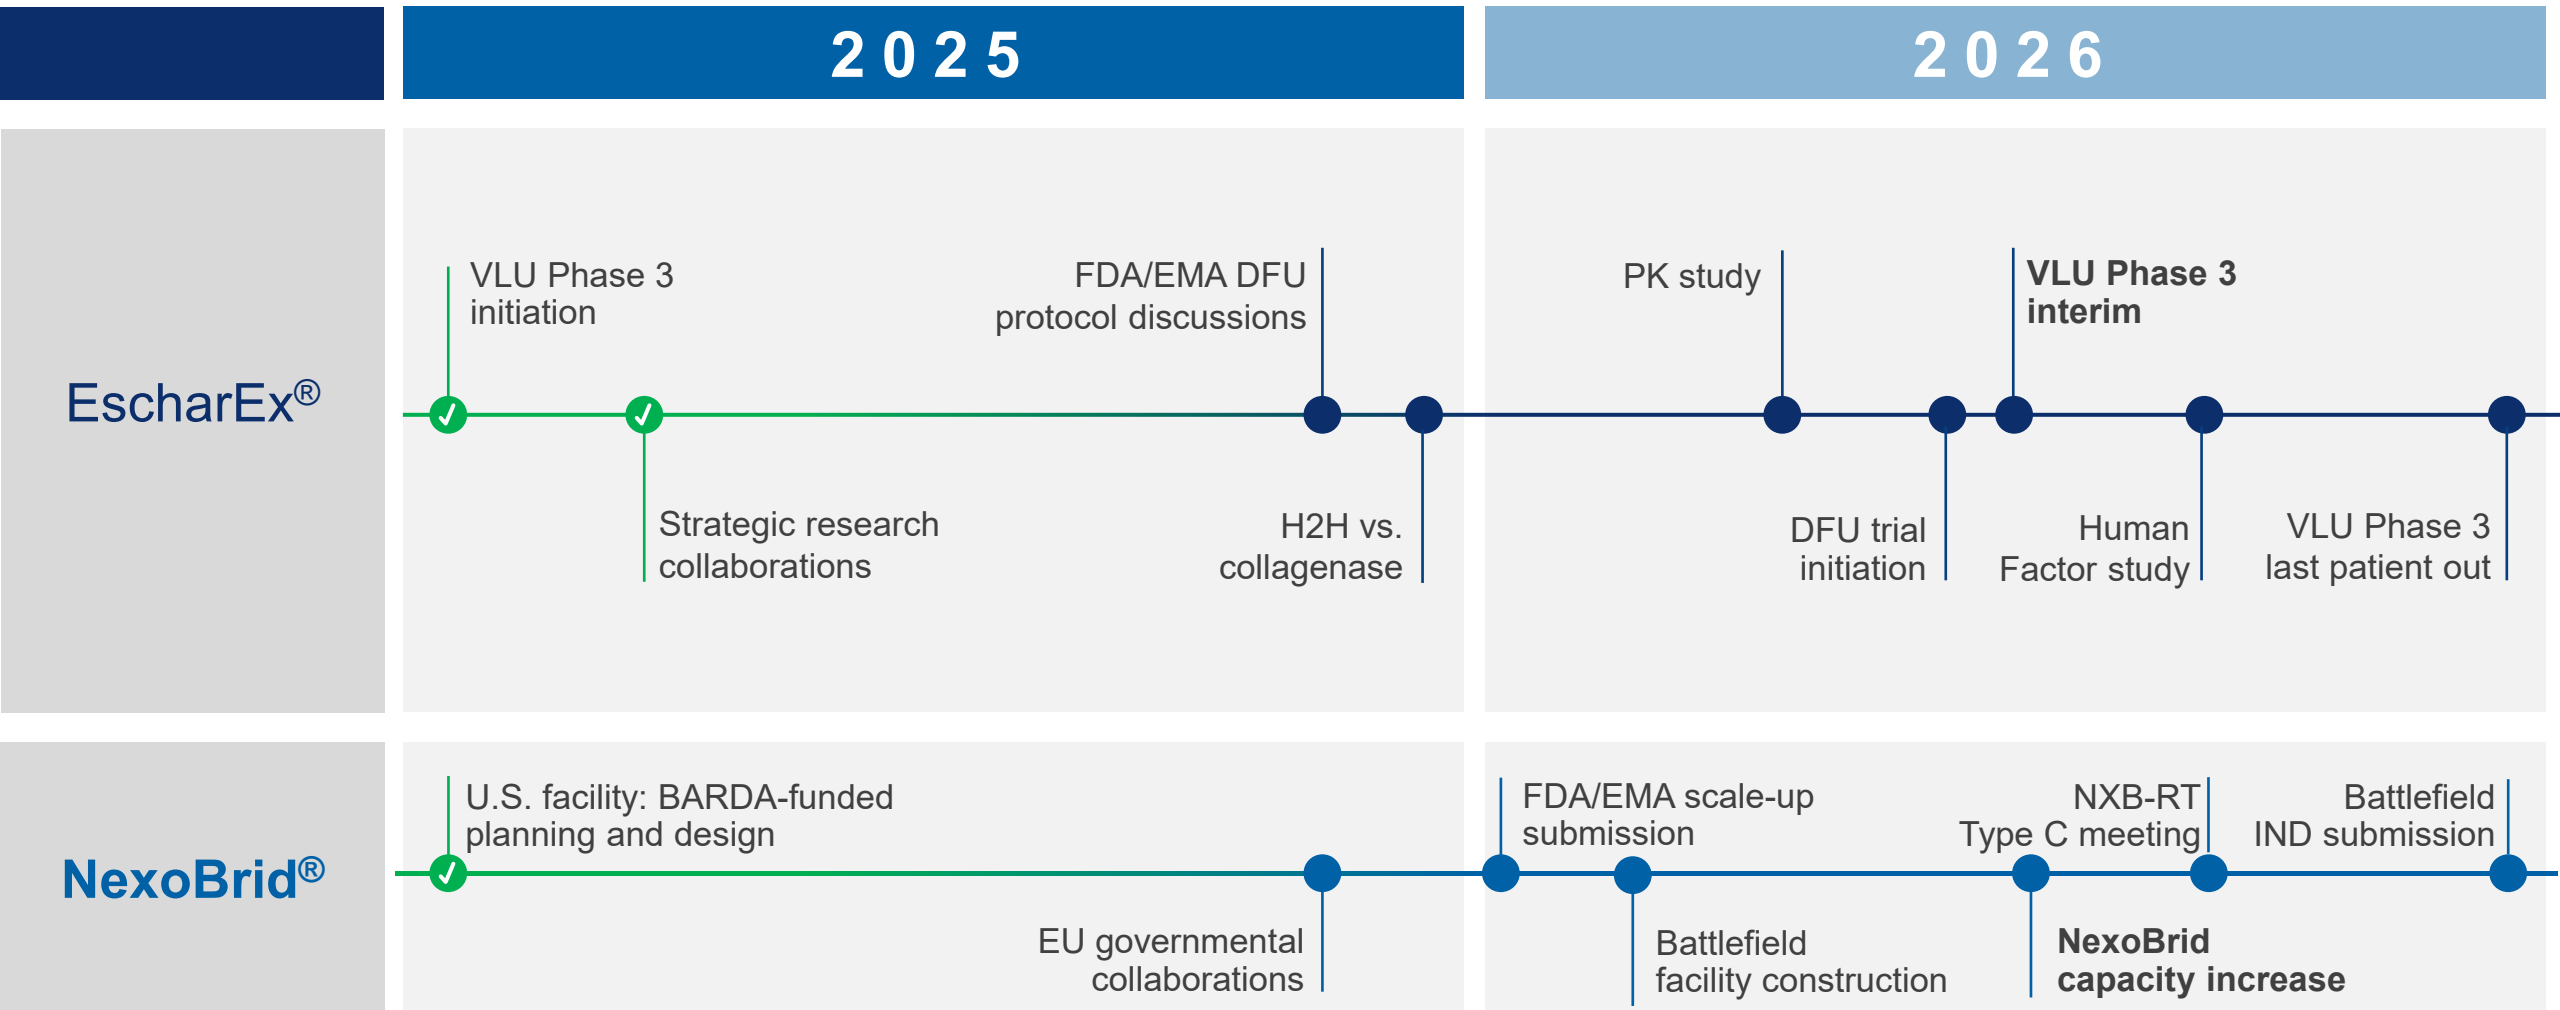 2025
2026
EscharEx®
VLU Phase 3
initiation
Strategic research
collaborations
FDA/EMA DFU
protocol discussions
H2H vs.
collagenase
PK study
DFU trial
initiation
VLU Phase 3
interim
Human
Factor study
VLU Phase 3
last patient out
NexoBrid®
U.S. facility: BARDA-funded
planning and design
EU governmental
collaborations
FDA/EMA scale-up
submission
Battlefield
facility construction
NexoBrid
capacity increase
NXB-RT
Type C meeting
Battlefield
IND submission